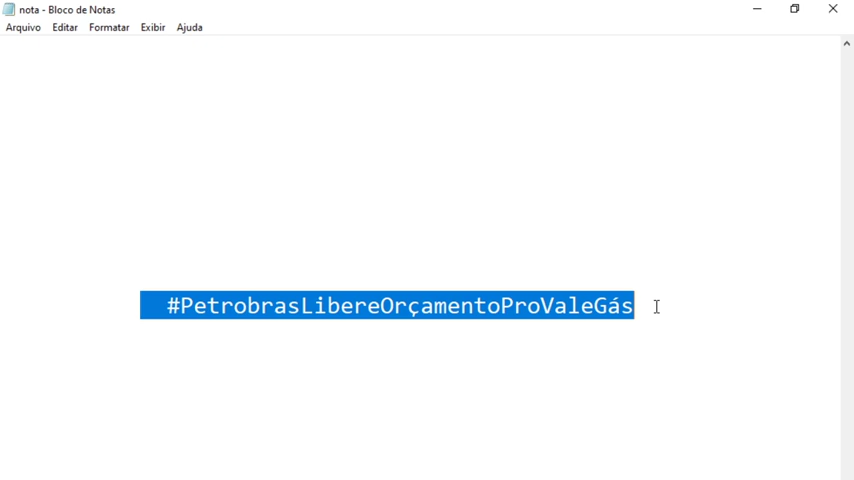 nota - Bloco de Notas
Arquivo Editar Formatar Exibir Ajuda
#PetrobrasLibereOrçamentoProValeGás